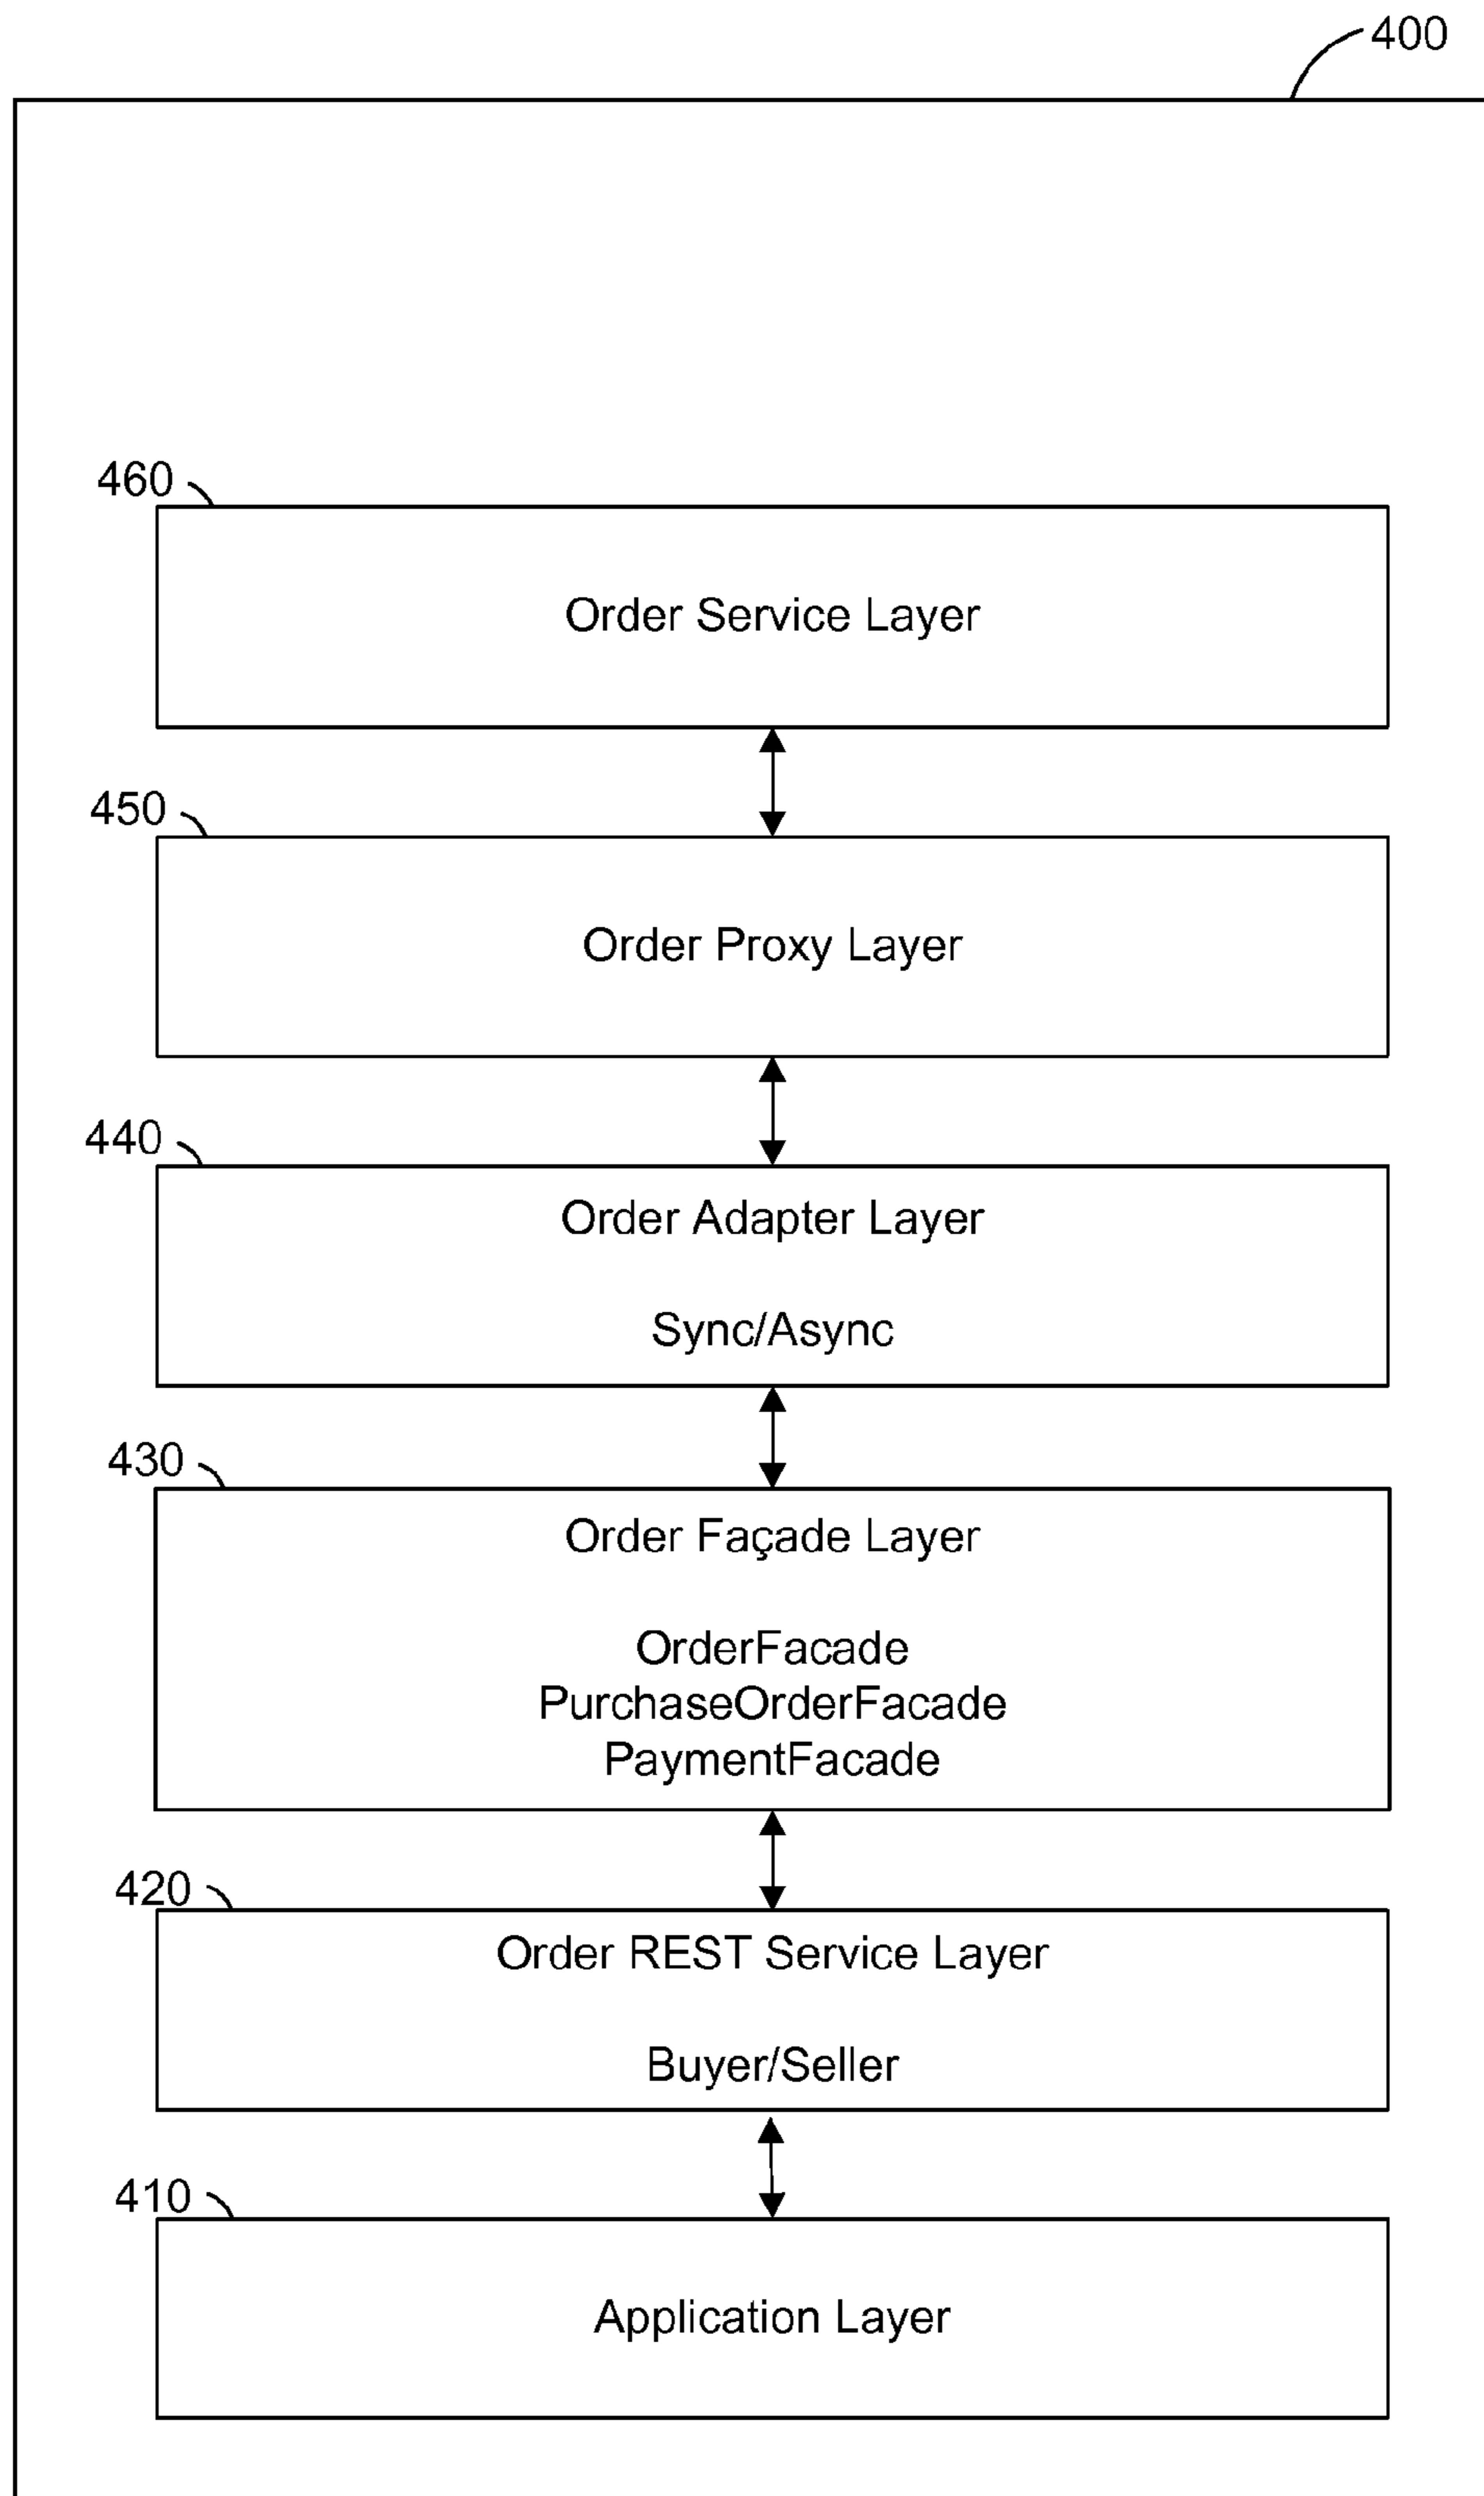 400
460
Order Service Layer
450
Order Proxy Layer
440
Order Adapter Layer
Sync/Async
430
Order Façade Layer
OrderFacade
PurchaseOrderFacade
PaymentFacade
420
Order REST Service Layer
Buyer/Seller
410
Application Layer